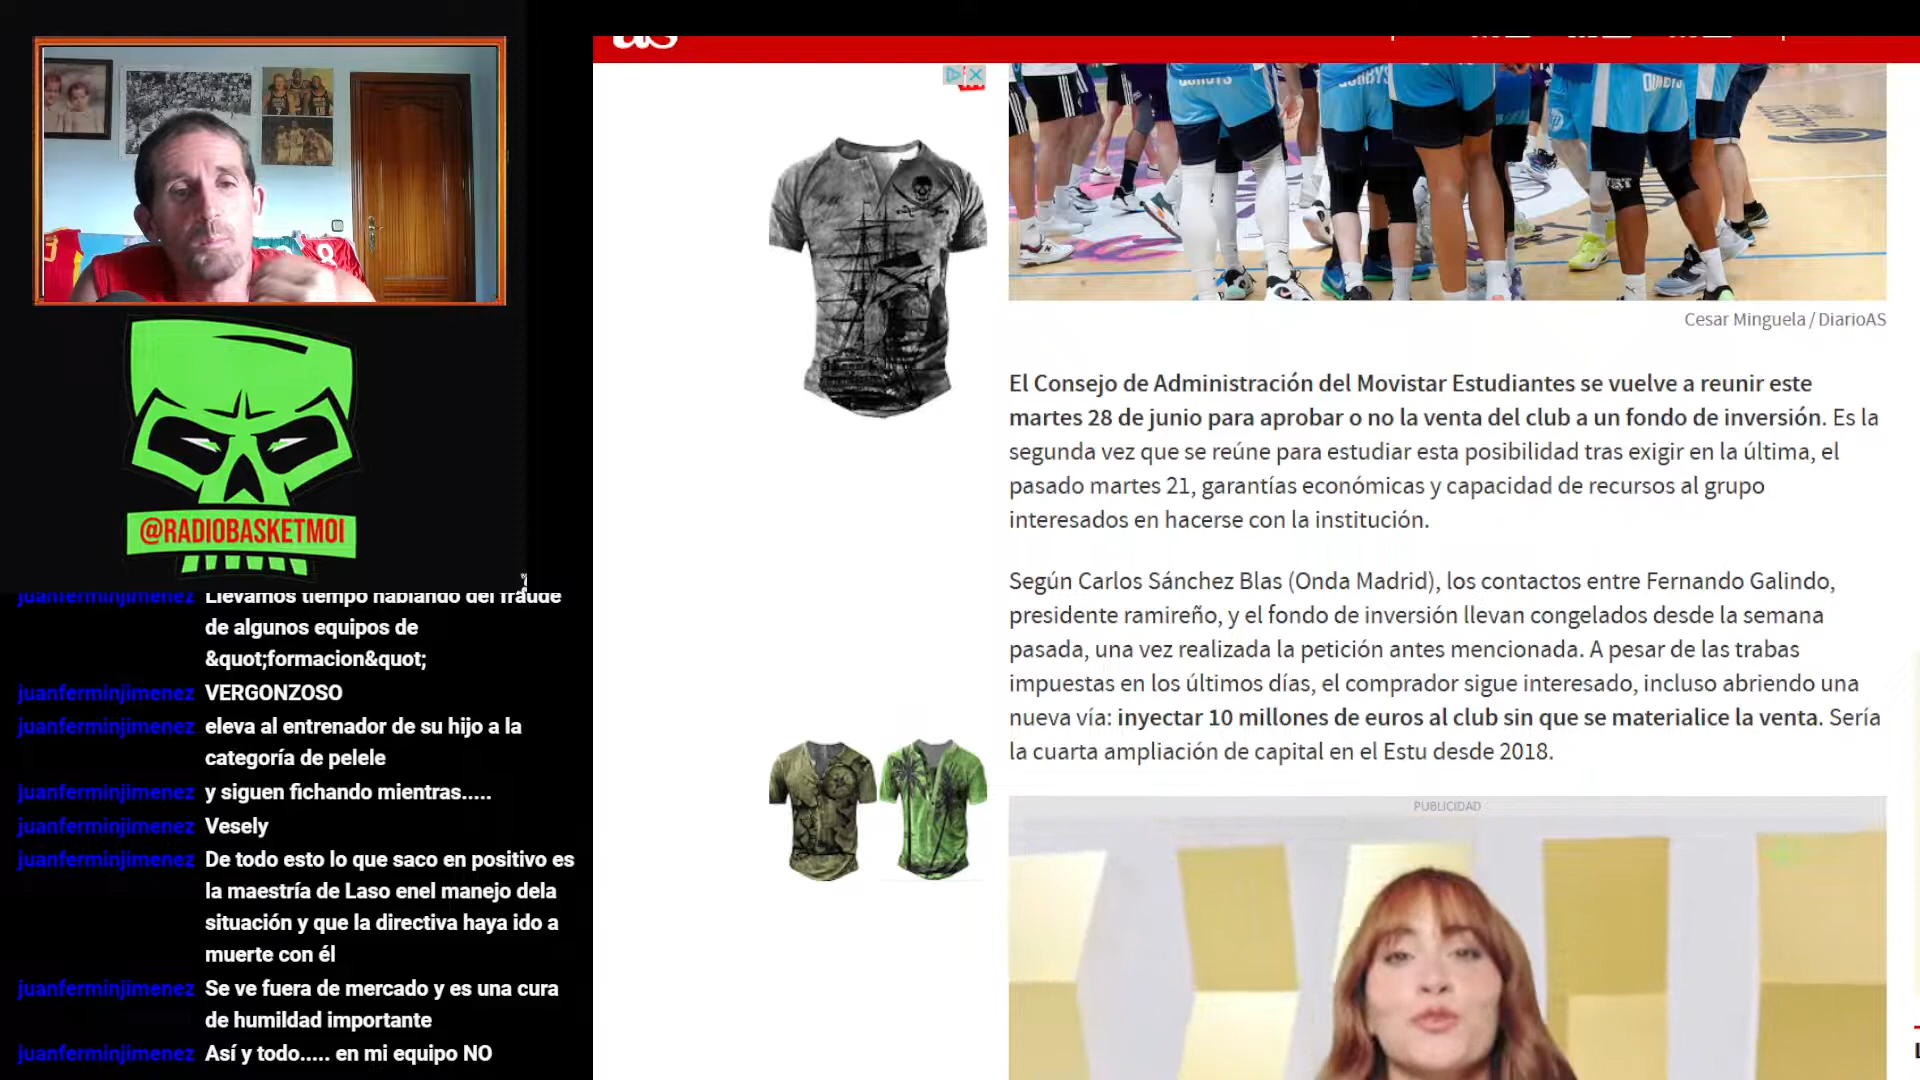 as
Cesar Minguela / DiarioAS
El Consejo de Administración del Movistar Estudiantes se vuelve a reunir este
martes 28 de junio para aprobar o no la venta del club a un fondo de inversión. Es la
segunda vez que se reúne para estudiar esta posibilidad tras exigir en la última, el
pasado martes 21, garantías económicas y capacidad de recursos al grupo
interesados en hacerse con la institución.
Según Carlos Sánchez Blas (Onda Madrid), los contactos entre Fernando Galindo,
presidente ramireño, y el fondo de inversión llevan congelados desde la semana
pasada, una vez realizada la petición antes mencionada. A pesar de las trabas
impuestas en los últimos días, el comprador sigue interesado, incluso abriendo una
nueva vía: inyectar 10 millones de euros al club sin que se materialice la venta. Sería
la cuarta ampliación de capital en el Estu desde 2018.
PUBLICIDAD
@RADIOBASKETMOI
juanferminjimenez Llevamos tiempo hablando del fraude
de algunos equipos de
&quot;formacion&quot;
juanferminjimenez VERGONZOSO
juanferminjimenez eleva al entrenador de su hijo a la
categoría de pelele
juanferminjimenez y siguen fichando mientras.....
juanferminjimenez Vesely
juanferminjimenez De todo esto lo que saco en positivo es
la maestría de Laso enel manejo dela
situación y que la directiva haya ido a
muerte con él
juanferminjimenez Se ve fuera de mercado y es una cura
de humildad importante
juanferminjimenez Así y todo..... en mi equipo NO